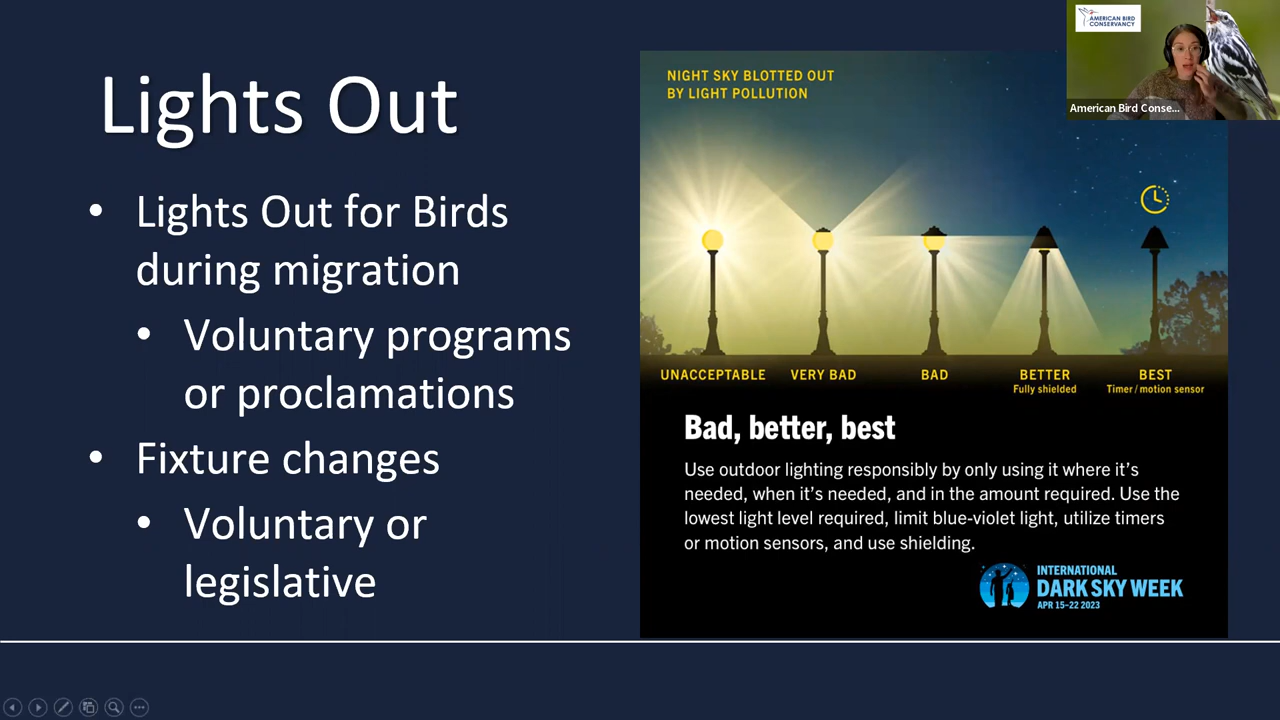 Lights Out
• Lights Out for Birds
during migration
• Voluntary programs
or proclamations
• Fixture changes
• Voluntary or
legislative
NIGHT SKY BLOTTED OUT
BY LIGHT POLLUTION
UNACCEPTABLE
VERY BAD
BAD
BETTER
Fully shielded
BEST
Timer / motion sensor
Bad, better, best
Use outdoor lighting responsibly by only using it where it's
needed, when it's needed, and in the amount required. Use the
lowest light level required, limit blue-violet light, utilize timers
or motion sensors, and use shielding.
INTERNATIONAL
DARK SKY WEEK
APR 15–22 2023
AMERICAN BIRD
CONSERVANCY
American Bird Conse...